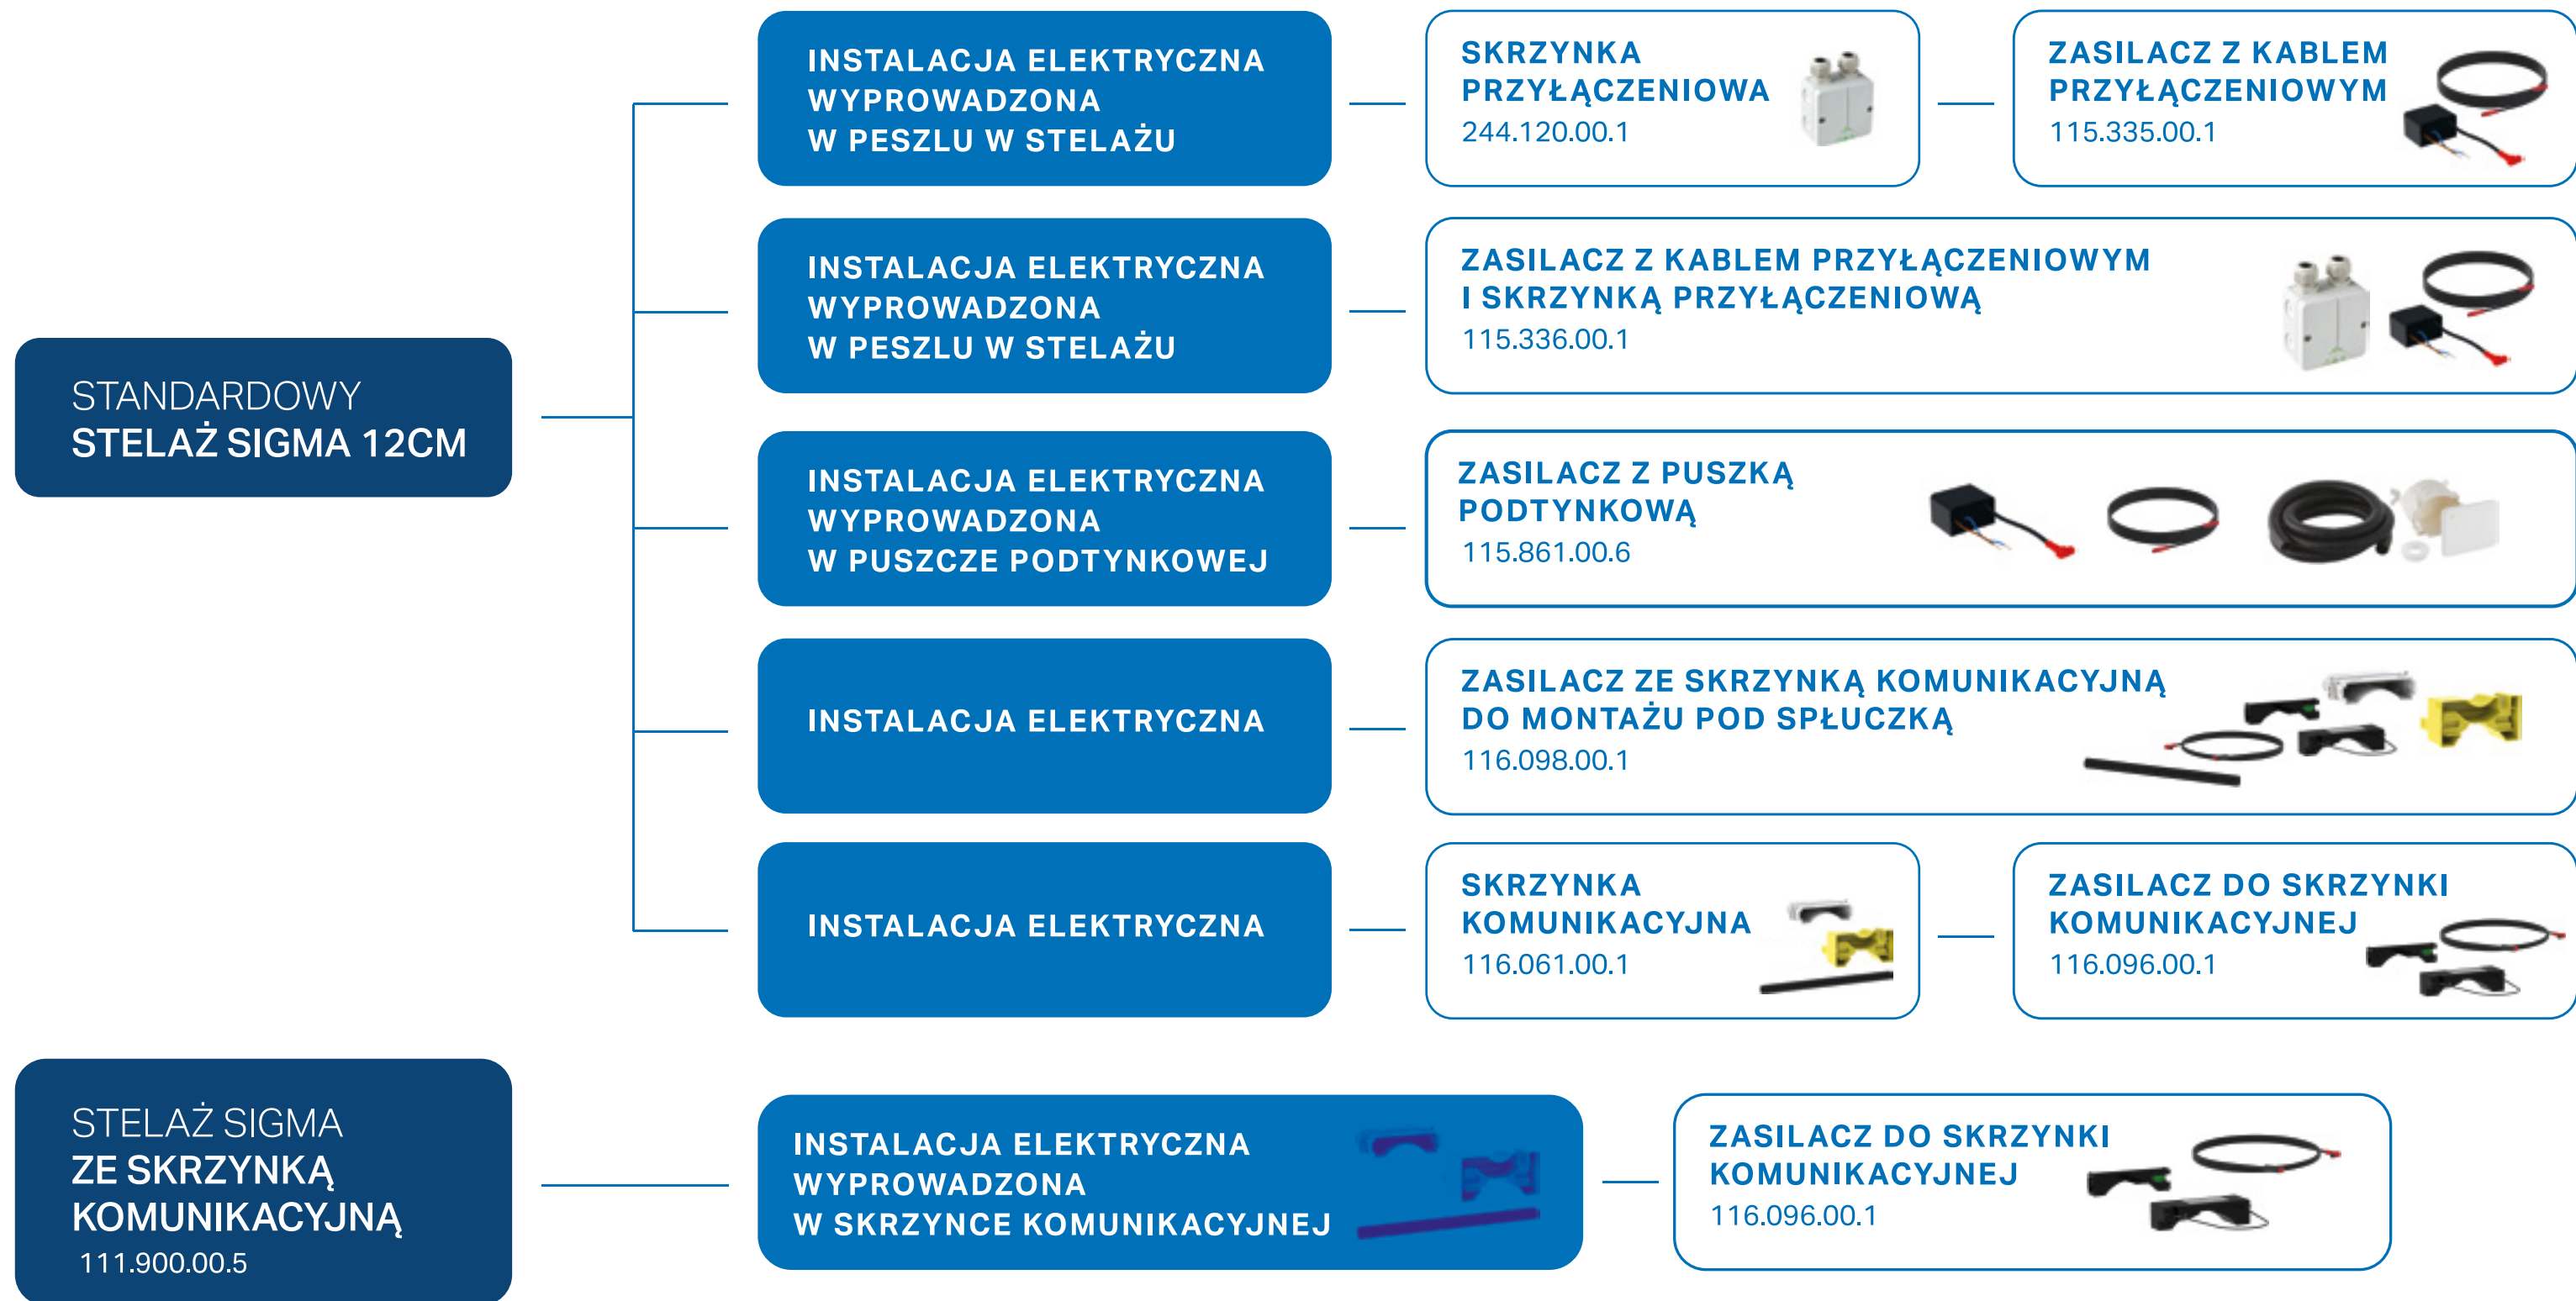 INSTALACJA ELEKTRYCZNA
WYPROWADZONA
W PESZLU W STELAŻU
SKRZYNKA
PRZYŁĄCZENIOWA
244.120.00.1
ZASILACZ Z KABLEM
PRZYŁĄCZENIOWYM
115.335.00.1
STANDARDOWY
STELAŻ SIGMA 12CM
INSTALACJA ELEKTRYCZNA
WYPROWADZONA
W PESZLU W STELAŻU
ZASILACZ Z KABLEM PRZYŁĄCZENIOWYM
I SKRZYNKĄ PRZYŁĄCZENIOWĄ
115.336.00.1
INSTALACJA ELEKTRYCZNA
WYPROWADZONA
W PUSZCZE PODTYNKOWEJ
ZASILACZ Z PUSZKĄ
PODTYNKOWĄ
115.861.00.6
INSTALACJA ELEKTRYCZNA
ZASILACZ ZE SKRZYNKĄ KOMUNIKACYJNĄ
DO MONTAŻU POD SPŁUCZKĄ
116.098.00.1
INSTALACJA ELEKTRYCZNA
SKRZYNKA
KOMUNIKACYJNA
116.061.00.1
ZASILACZ DO SKRZYNKI
KOMUNIKACYJNEJ
116.096.00.1
STELAŻ SIGMA
ZE SKRZYNKĄ
KOMUNIKACYJNĄ
111.900.00.5
INSTALACJA ELEKTRYCZNA
WYPROWADZONA
W SKRZYNCE KOMUNIKACYJNEJ
ZASILACZ DO SKRZYNKI
KOMUNIKACYJNEJ
116.096.00.1